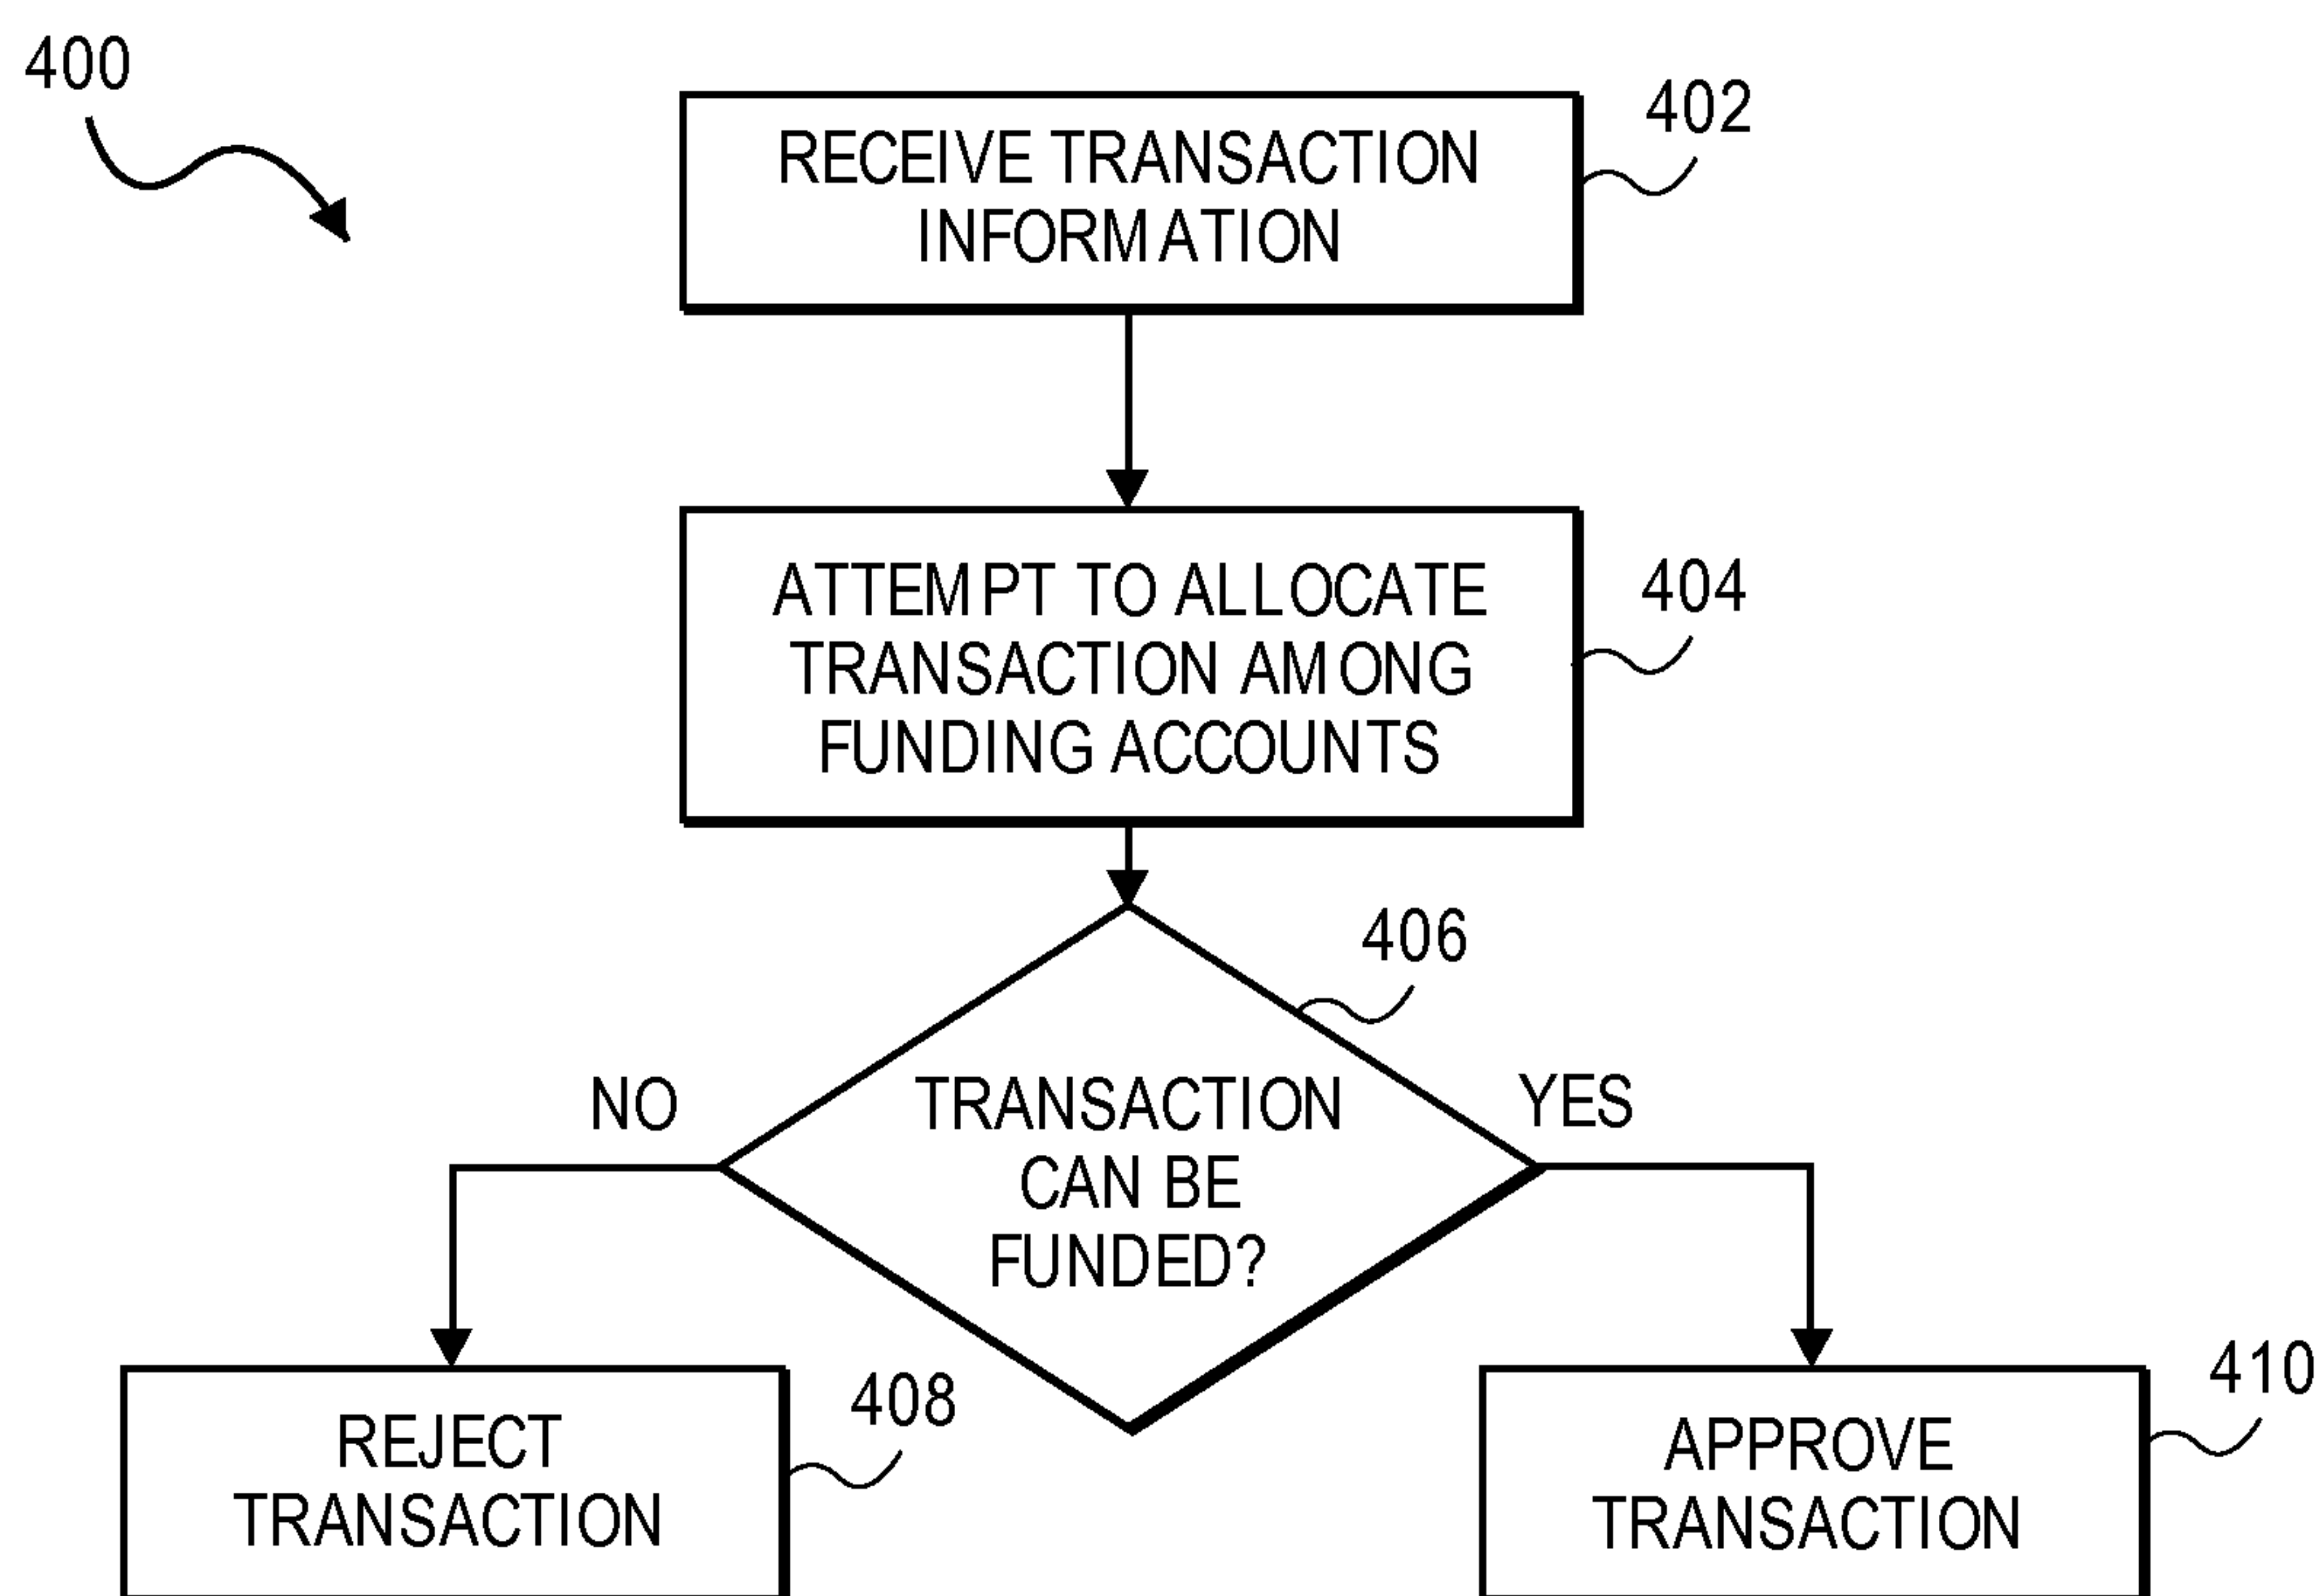 400
RECEIVE TRANSACTION
INFORMATION
402
ATTEMPT TO ALLOCATE
TRANSACTION AMONG
FUNDING ACCOUNTS
404
406
NO
TRANSACTION
CAN BE
FUNDED?
YES
REJECT
TRANSACTION
408
APPROVE
TRANSACTION
410